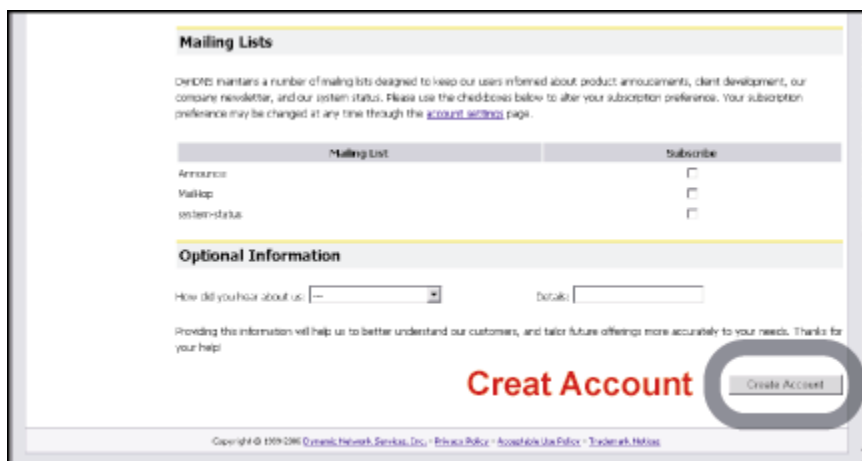 Mailing Lists
DynDNS maintains a number of mailing lists designed to keep our users informed about product annoucements, client development, our
company newsletter, and our system status. Please use the checkboxes below to alter your subscription preference. Your subscription
preference may be changed at any time through the account settings page.
Mailing List Subscribe
Announce
MailHop
system-status
Optional Information
How did you hear about us: --- Details:
Providing this information will help us to better understand our customers, and tailor future offerings more accurately to your needs. Thanks for
your help!
Creat Account Create Account
Copyright © 1999-2006 Dynamic Network Services, Inc. - Privacy Policy - Acceptable Use Policy - Trademark Notices